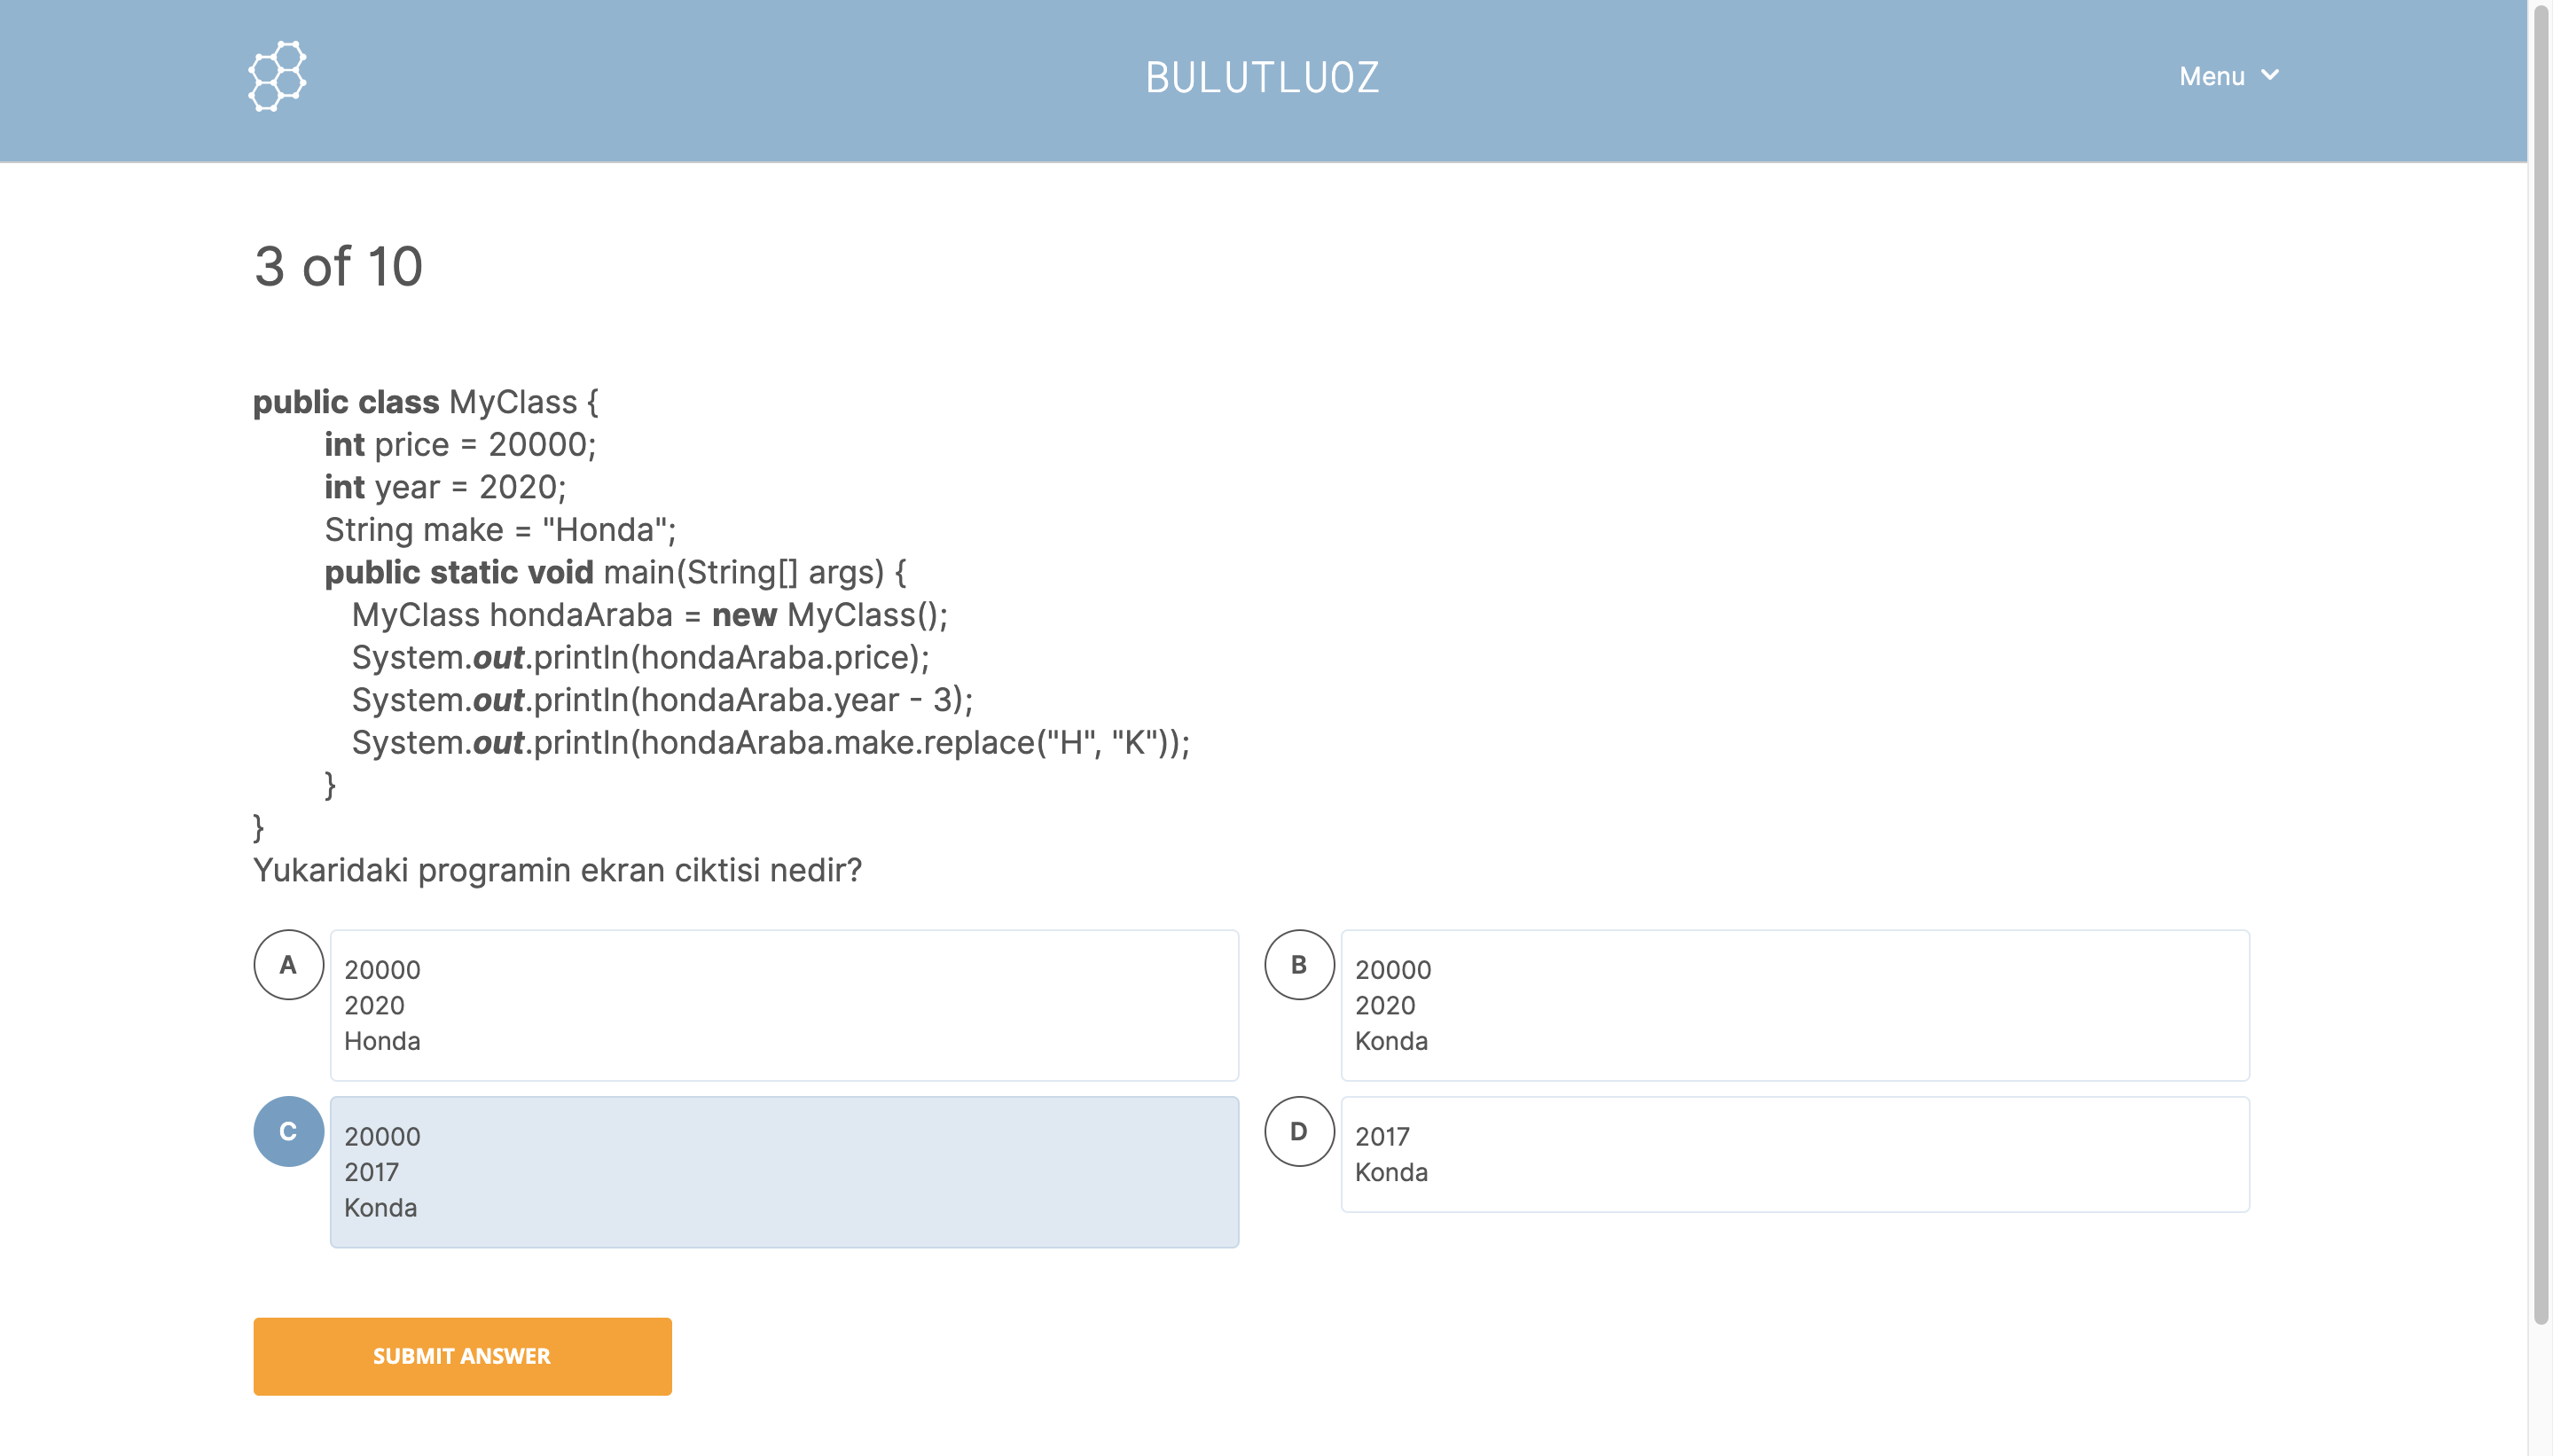 BULUTLUOZ
Menu
3 of 10
public class MyClass {
int price = 20000;
int year = 2020;
String make = "Honda";
public static void main(String[] args) {
MyClass hondaAraba = new MyClass();
System.out.println(hondaAraba.price);
System.out.println(hondaAraba.year - 3);
System.out.println(hondaAraba.make.replace("H", "K"));
}
}
Yukaridaki programin ekran ciktisi nedir?
A
20000
2020
Honda
B
20000
2020
Konda
C
20000
2017
Konda
D
2017
Konda
SUBMIT ANSWER